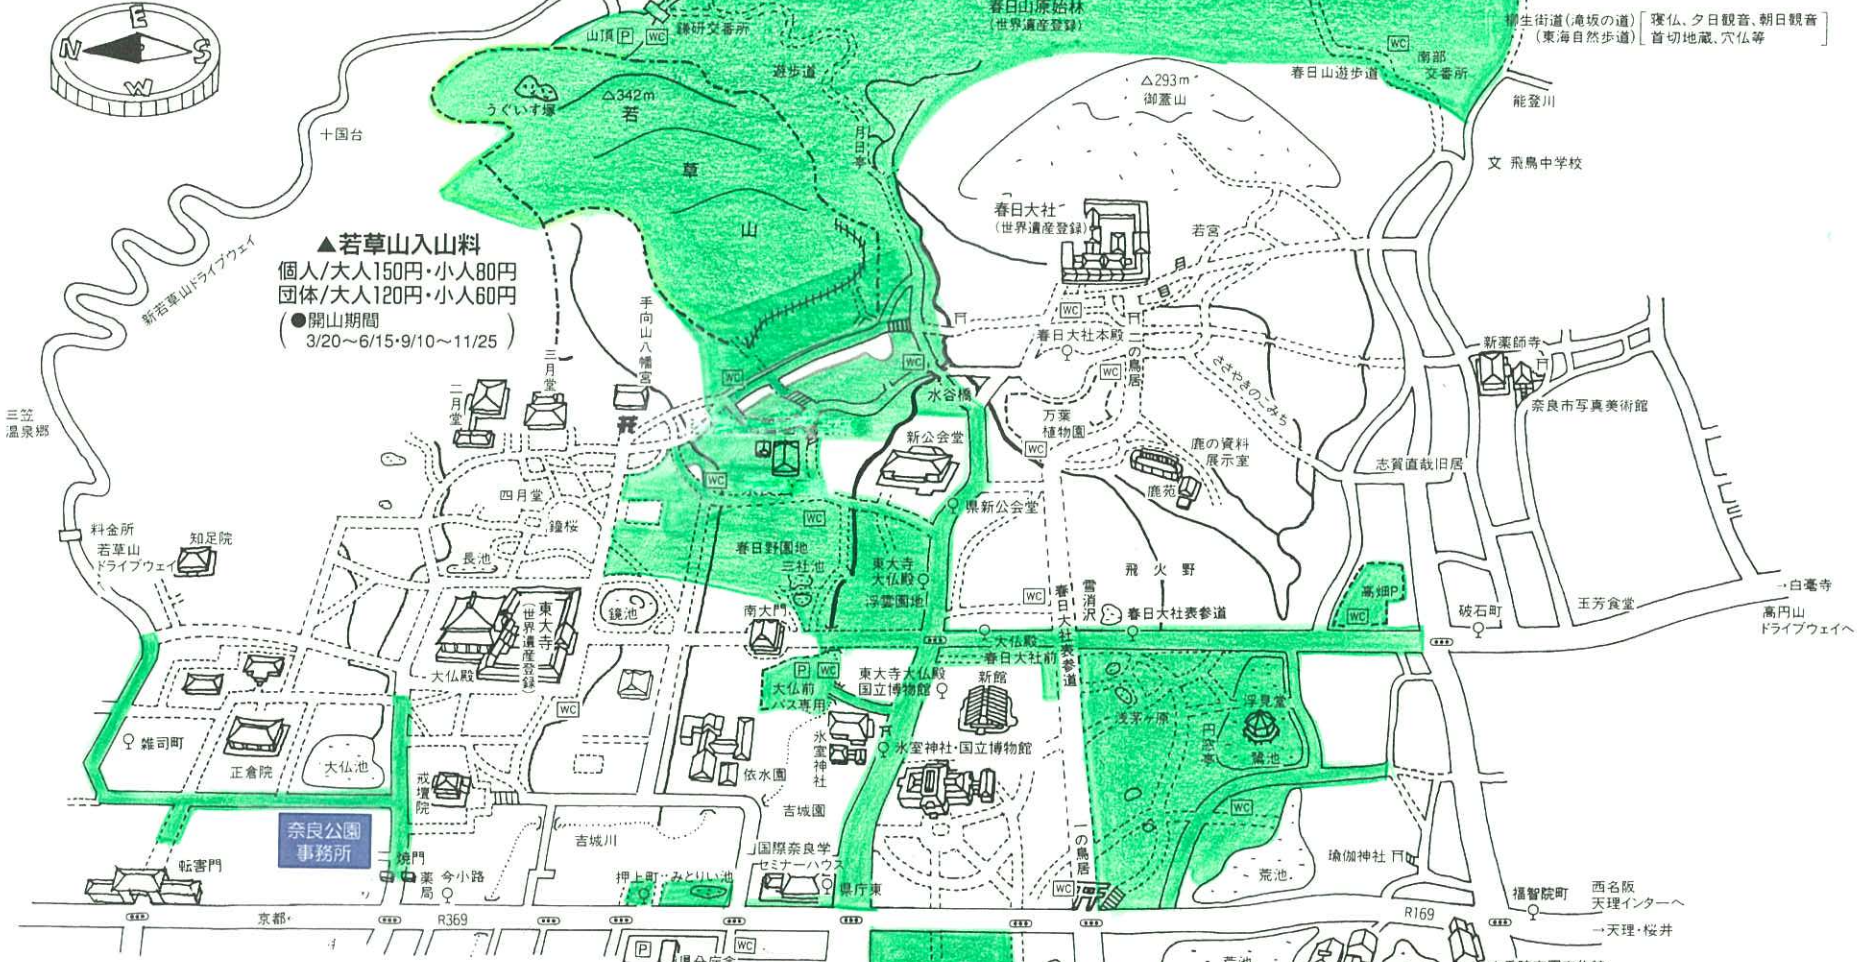 E
N
S
W
春日山原始林
(世界遺産登録)
鎌研交番所
山頂 P WC
遊歩道
うぐいす塚
△342m
若
草
山
月日亭
十国台
新若草山ドライブウェイ
▲若草山入山料
個人/大人150円・小人80円
団体/大人120円・小人60円
●開山期間
3/20〜6/15・9/10〜11/25
△293m
御蓋山
WC
南部
交番所
春日山遊歩道
柳生街道(滝坂の道)
(東海自然歩道)
寝仏、夕日観音、朝日観音
首切地蔵、穴仏等
能登川
文 飛鳥中学校
春日大社
(世界遺産登録)
若宮
WC
春日大社本殿
二の鳥居
WC
ささやきのこみち
新薬師寺
奈良市写真美術館
志賀直哉旧居
手向山八幡宮
三月堂
二月堂
三笠
温泉郷
WC
WC
水谷橋
万葉
植物園
WC
鹿の資料
展示室
鹿苑
新公会堂
県新公会堂
WC
四月堂
鐘桜
長池
料金所
若草山
ドライブウェイ
知足院
WC
春日野園地
三社池
東大寺
大仏殿
浮雲園地
飛火野
雪消沢
WC
春日大社表参道
春日大社表参道
高畑P
WC
破石町
玉芳食堂
→白毫寺
高円山
ドライブウェイへ
東大寺
(世界遺産登録)
大仏殿
鏡池
南大門
大仏殿
春日大社前
P WC
大仏前
バス専用
東大寺大仏殿
国立博物館
新館
浅茅ヶ原
円窓亭
浮見堂
鷺池
WC
WC
雑司町
正倉院
大仏池
戒壇院
依水園
氷室神社
氷室神社・国立博物館
吉城園
吉城川
奈良公園
事務所
転害門
焼門
薬局
今小路
押上町
みとりい池
国際奈良学
セミナーハウス
県庁東
一の鳥居
WC
荒池
瑜伽神社
福智院町
西名阪
天理インターへ
→天理・桜井
京都
R369
R169
P
WC
荒池